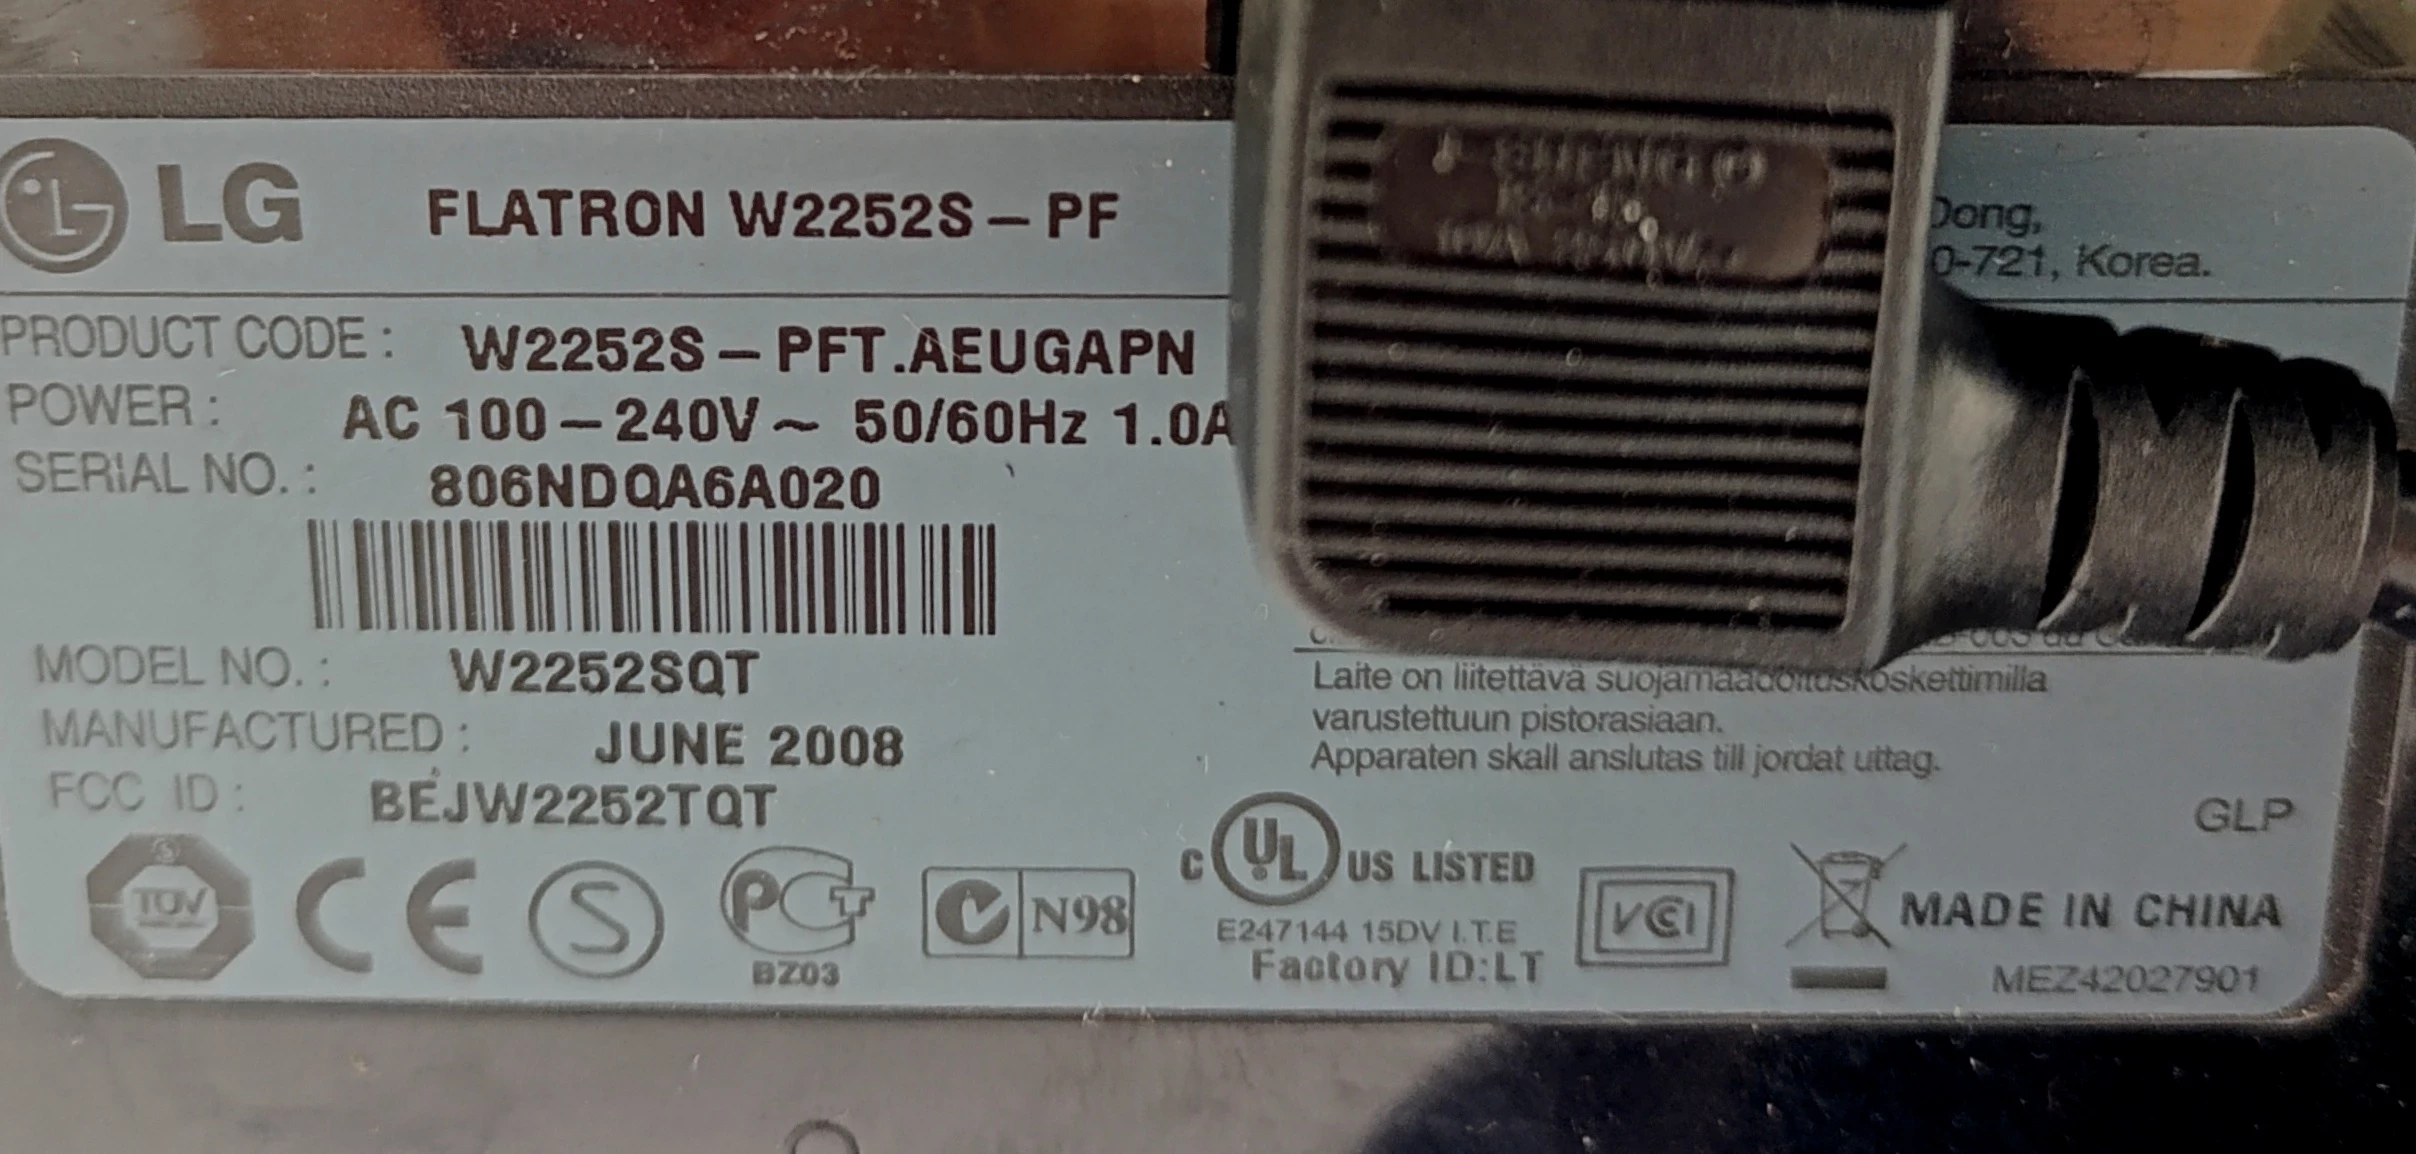 LG FLATRON W2252S-PF
Dong,
0-721, Korea.
PRODUCT CODE: W2252S-PFT.AEUGAPN
POWER: AC 100-240V~ 50/60Hz 1.0A
SERIAL NO.: 806NDQA6A020
MODEL NO.: W2252SQT
MANUFACTURED: JUNE 2008
FCC ID: BEJW2252TQT
Laite on liitettävä suojamaadoituskoskettimilla
varustettuun pistorasiaan.
Apparaten skall anslutas till jordat uttag.
GLP
TÜV
CE
S
PCT
BZ03
N98
C UL US LISTED
E247144 15DV I.T.E
Factory ID:LT
VCCI
MADE IN CHINA
MEZ42027901